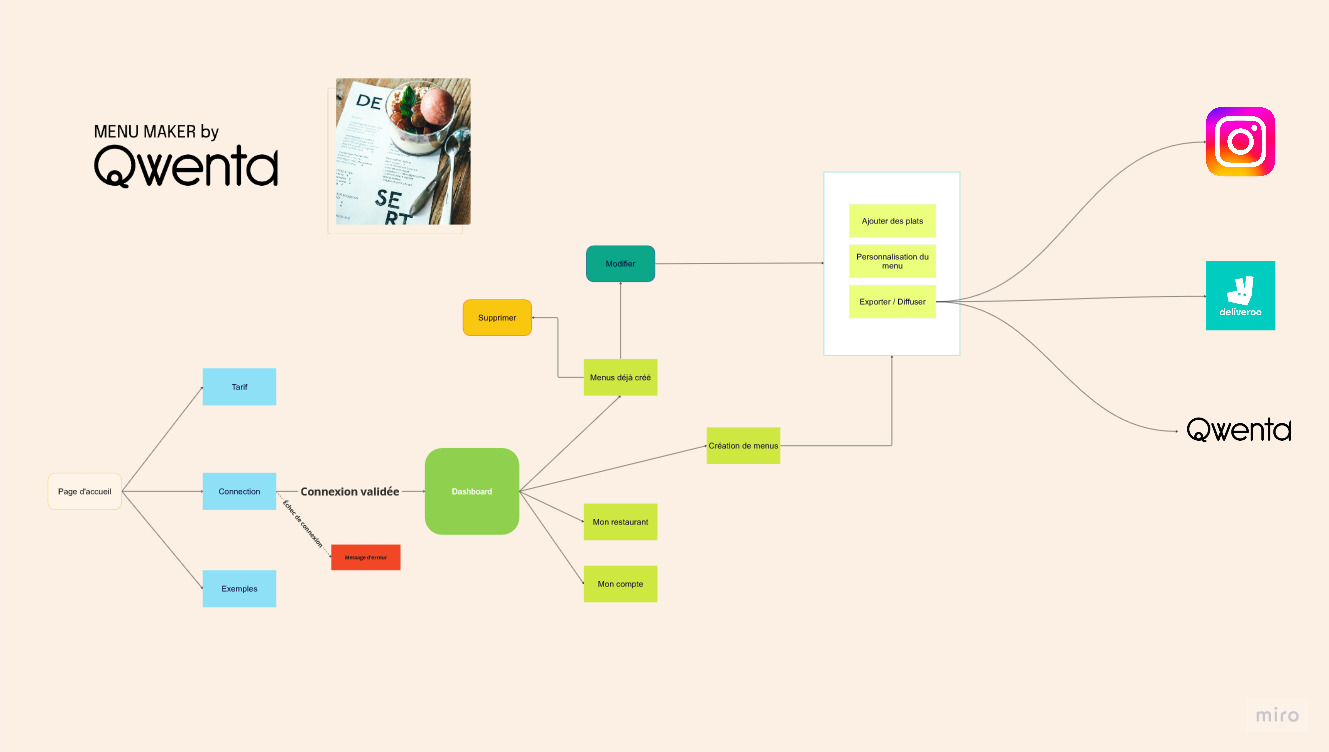 MENU MAKER by
Qwenta
DE
SE
RT
Ajouter des plats
Personnalisation du
menu
Exporter / Diffuser
deliveroo
Qwenta
Modifier
Supprimer
Menus déjà créé
Création de menus
Tarif
Page d'accueil
Connection
Connexion validée
Dashboard
Échec de connexion
Message d'erreur
Mon restaurant
Mon compte
Exemples
miro